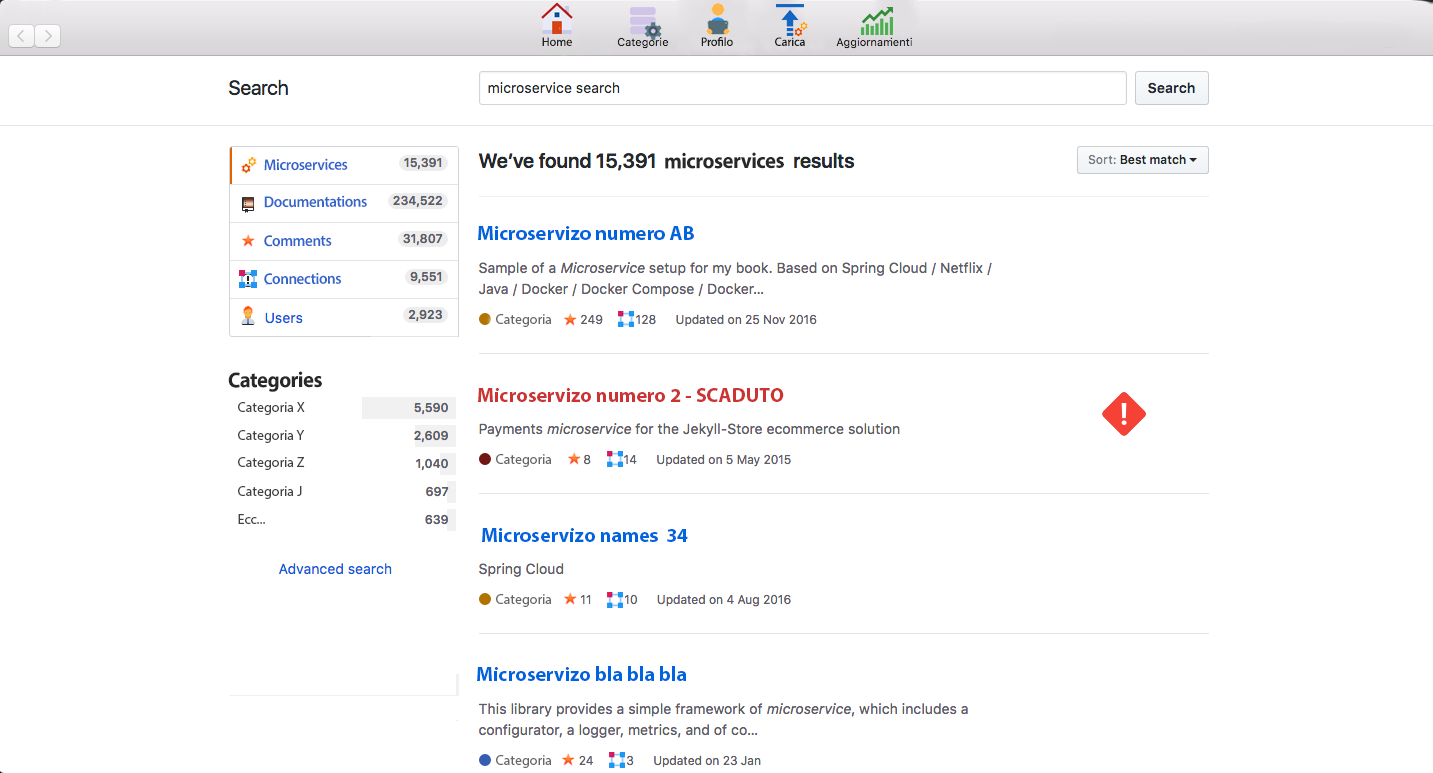 Home
Categorie
Profilo
Carica
Aggiornamenti
Search
microservice search
Search
Microservices 15,391
Documentations 234,522
Comments 31,807
Connections 9,551
Users 2,923
Categories
Categoria X 5,590
Categoria Y 2,609
Categoria Z 1,040
Categoria J 697
Ecc... 639
Advanced search
We've found 15,391 microservices results
Sort: Best match
Microservizo numero AB
Sample of a Microservice setup for my book. Based on Spring Cloud / Netflix /
Java / Docker / Docker Compose / Docker...
Categoria 249 128 Updated on 25 Nov 2016
Microservizo numero 2 - SCADUTO
!
Payments microservice for the Jekyll-Store ecommerce solution
Categoria 8 14 Updated on 5 May 2015
Microservizo names 34
Spring Cloud
Categoria 11 10 Updated on 4 Aug 2016
Microservizo bla bla bla
This library provides a simple framework of microservice, which includes a
configurator, a logger, metrics, and of co...
Categoria 24 3 Updated on 23 Jan